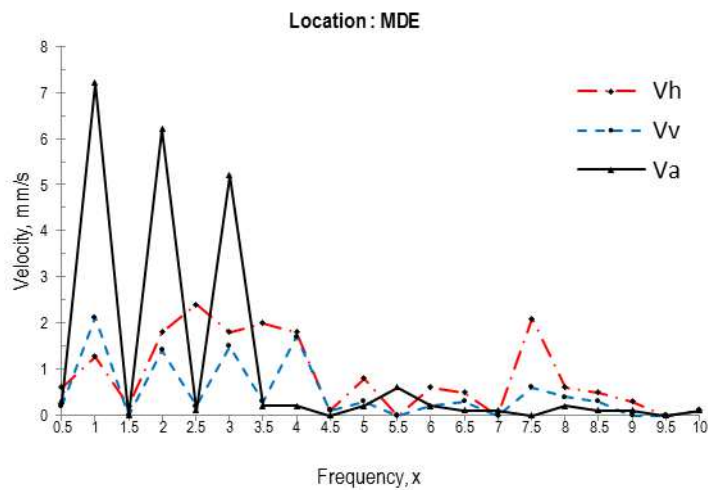 Location : MDE
8
7
6
5
4
3
2
1
0
Velocity, mm/s
Vh
Vv
Va
0.5 1 1.5 2 2.5 3 3.5 4 4.5 5 5.5 6 6.5 7 7.5 8 8.5 9 9.5 10
Frequency, x